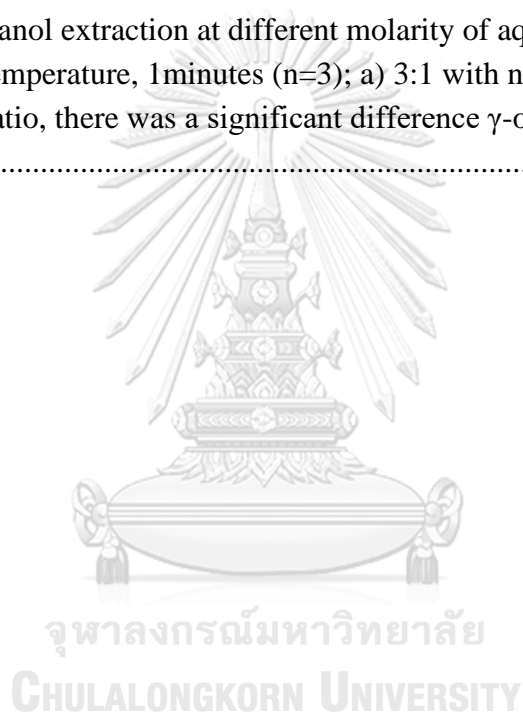 anol extraction at different molarity of aq
emperature, 1minutes (n=3); a) 3:1 with n
atio, there was a significant difference γ-o
................................................................
จุฬาลงกรณ์มหาวิทยาลัย
CHULALONGKORN UNIVERSITY